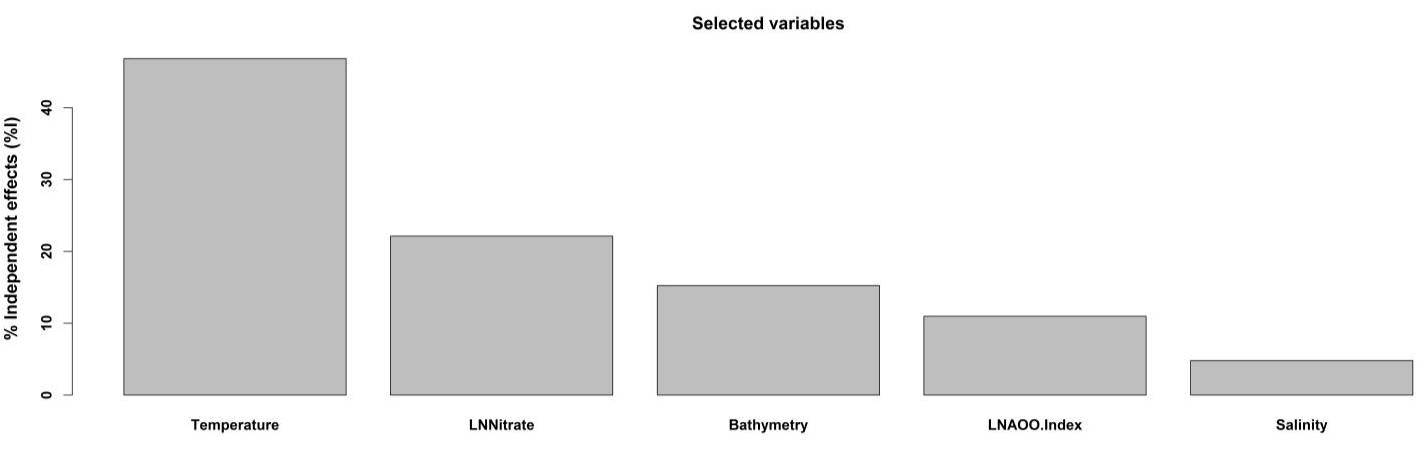 Selected variables
% Independent effects (%I)
40
30
20
10
0
Temperature
LNNitrate
Bathymetry
LNAOO.Index
Salinity